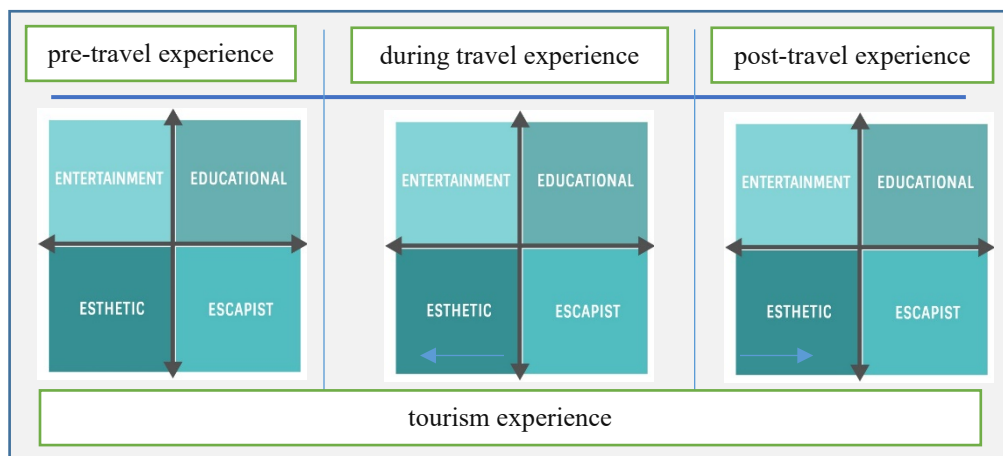 pre-travel experience
during travel experience
post-travel experience
ENTERTAINMENT
EDUCATIONAL
ESTHETIC
ESCAPIST
ENTERTAINMENT
EDUCATIONAL
ESTHETIC
ESCAPIST
ENTERTAINMENT
EDUCATIONAL
ESTHETIC
ESCAPIST
tourism experience